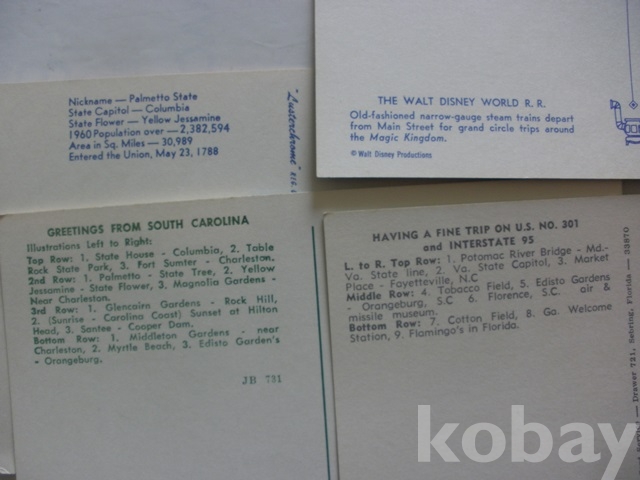 Nickname — Palmetto State
State Capitol — Columbia
State Flower — Yellow Jessamine
1960 Population over — 2,382,594
Area in Sq. Miles — 30,989
Entered the Union, May 23, 1788
"Lusterchrome"
THE WALT DISNEY WORLD R. R.
Old-fashioned narrow-gauge steam trains depart
from Main Street for grand circle trips around
the Magic Kingdom.
© Walt Disney Productions
GREETINGS FROM SOUTH CAROLINA
Illustrations Left to Right:
Top Row: 1. State House - Columbia, 2. Table
Rock State Park, 3. Fort Sumter - Charleston.
2nd Row: 1. Palmetto - State Tree, 2. Yellow
Jessamine - State Flower, 3. Magnolia Gardens -
Near Charleston.
3rd Row: 1. Glencairn Gardens - Rock Hill,
2. (Sunrise - Carolina Coast) Sunset at Hilton
Head, 3. Santee - Cooper Dam.
Bottom Row: 1. Middleton Gardens - near
Charleston, 2. Myrtle Beach, 3. Edisto Garden's
- Orangeburg.
JB 701
HAVING A FINE TRIP ON U.S. NO. 301
and INTERSTATE 95
L. to R. Top Row: 1. Potomac River Bridge - Md.-
Va. State line, 2. Va. State Capitol, 3. Market
Place - Fayetteville, N.C
Middle Row: 4. Tobacco Field, 5. Edisto Gardens
- Orangeburg, S.C 6. Florence, S.C. air &
missile museum.
Bottom Row: 7. Cotton Field, 8. Ga. Welcome
Station, 9. Flamingo's in Florida.
Drawer 721, Sebring, Florida — 33870
kobay